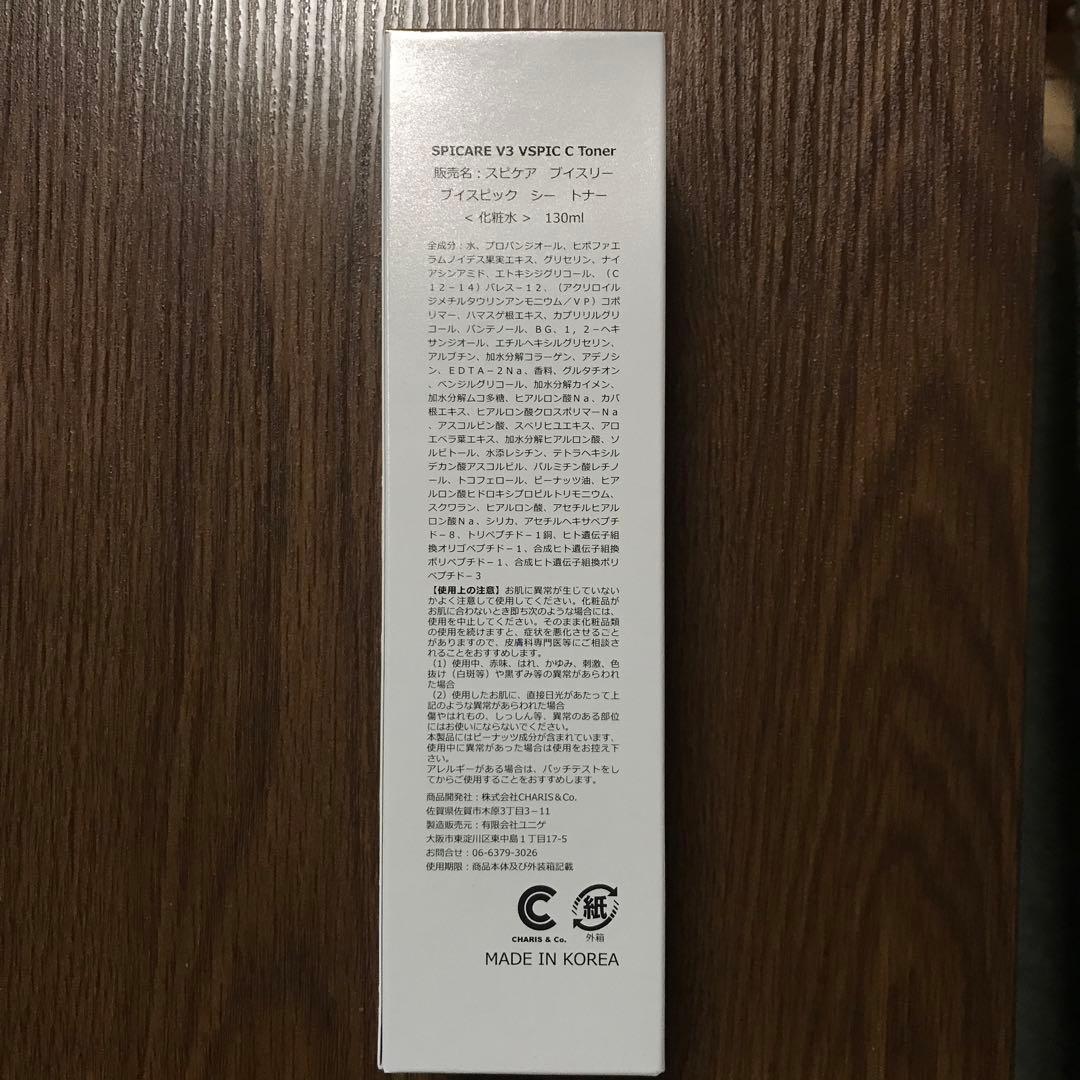 SPICARE V3 VSPIC C Toner
販売名：スピケア　ブイスリー
ブイスピック　シー　トナー
＜ 化粧水 ＞　130ml
全成分：水、プロパンジオール、ヒポファエ
ラムノイデス果実エキス、グリセリン、ナイ
アシンアミド、エトキシジグリコール、（Ｃ
１２－１４）パレス－１２、（アクリロイル
ジメチルタウリンアンモニウム／ＶＰ）コポ
リマー、ハマスゲ根エキス、カプリリルグリ
コール、パンテノール、ＢＧ、１，２－ヘキ
サンジオール、エチルヘキシルグリセリン、
アルブチン、加水分解コラーゲン、アデノシ
ン、ＥＤＴＡ－２Ｎａ、香料、グルタチオン
、ベンジルグリコール、加水分解カイメン、
加水分解ムコ多糖、ヒアルロン酸Ｎａ、カバ
根エキス、ヒアルロン酸クロスポリマーＮａ
、アスコルビン酸、スベリヒユエキス、アロ
エベラ葉エキス、加水分解ヒアルロン酸、ソ
ルビトール、水添レシチン、テトラヘキシル
デカン酸アスコルビル、パルミチン酸レチノ
ール、トコフェロール、ピーナッツ油、ヒア
ルロン酸ヒドロキシプロピルトリモニウム、
スクワラン、ヒアルロン酸、アセチルヒアル
ロン酸Ｎａ、シリカ、アセチルヘキサペプチ
ド－８、トリペプチド－１銅、ヒト遺伝子組
換オリゴペプチド－１、合成ヒト遺伝子組換
ポリペプチド－１、合成ヒト遺伝子組換ポリ
ペプチド－３
【使用上の注意】お肌に異常が生じていない
かよく注意して使用してください。化粧品が
お肌に合わないとき即ち次のような場合には、
使用を中止してください。そのまま化粧品類
の使用を続けますと、症状を悪化させるこど
がありますので、皮膚科専門医等にご相談さ
れることをおすすめします。
（1）使用中、赤味、はれ、かゆみ、刺激、色
抜け（白斑等）や黒ずみ等の異常があらわれ
た場合
（2）使用したお肌に、直接日光があたって上
記のような異常があらわれた場合
傷やはれもの、しっしん等、異常のある部位
にはお使いにならないでください。
本製品にはピーナッツ成分が含まれています、
使用中に異常があった場合は使用をお控え下
さい。
アレルギーがある場合は、パッチテストをし
てからご使用することをおすすめします。
商品開発社：株式会社CHARIS＆Co.
佐賀県佐賀市木原3丁目3－11
製造販売元：有限会社ユニゲ
大阪市東淀川区東中島１丁目17-5
お問合せ：06-6379-3026
使用期限：商品本体及び外装箱記載
CHARIS & Co.
紙
外箱
MADE IN KOREA